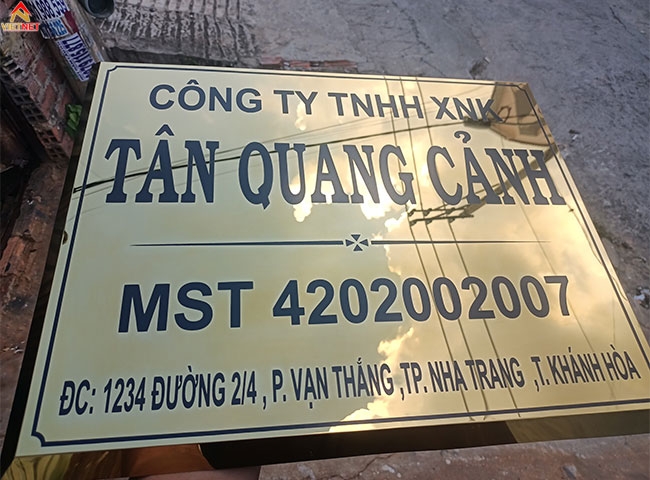 VIETNET
CÔNG TY TNHH XNK
TÂN QUANG CẢNH
MST 4202002007
ĐC: 1234 ĐƯỜNG 2/4 , P. VẠN THẮNG ,TP. NHA TRANG ,T. KHÁNH HÒA